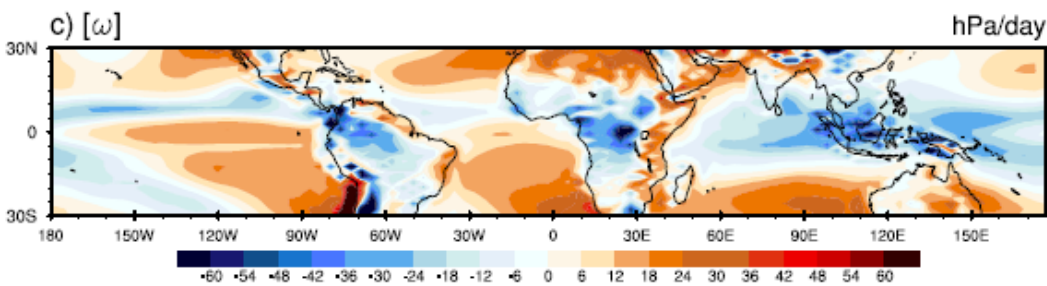 c) [ω] hPa/day
30N
0
30S
180 150W 120W 90W 60W 30W 0 30E 60E 90E 120E 150E
-60 -54 -48 -42 -36 -30 -24 -18 -12 -6 0 6 12 18 24 30 36 42 48 54 60